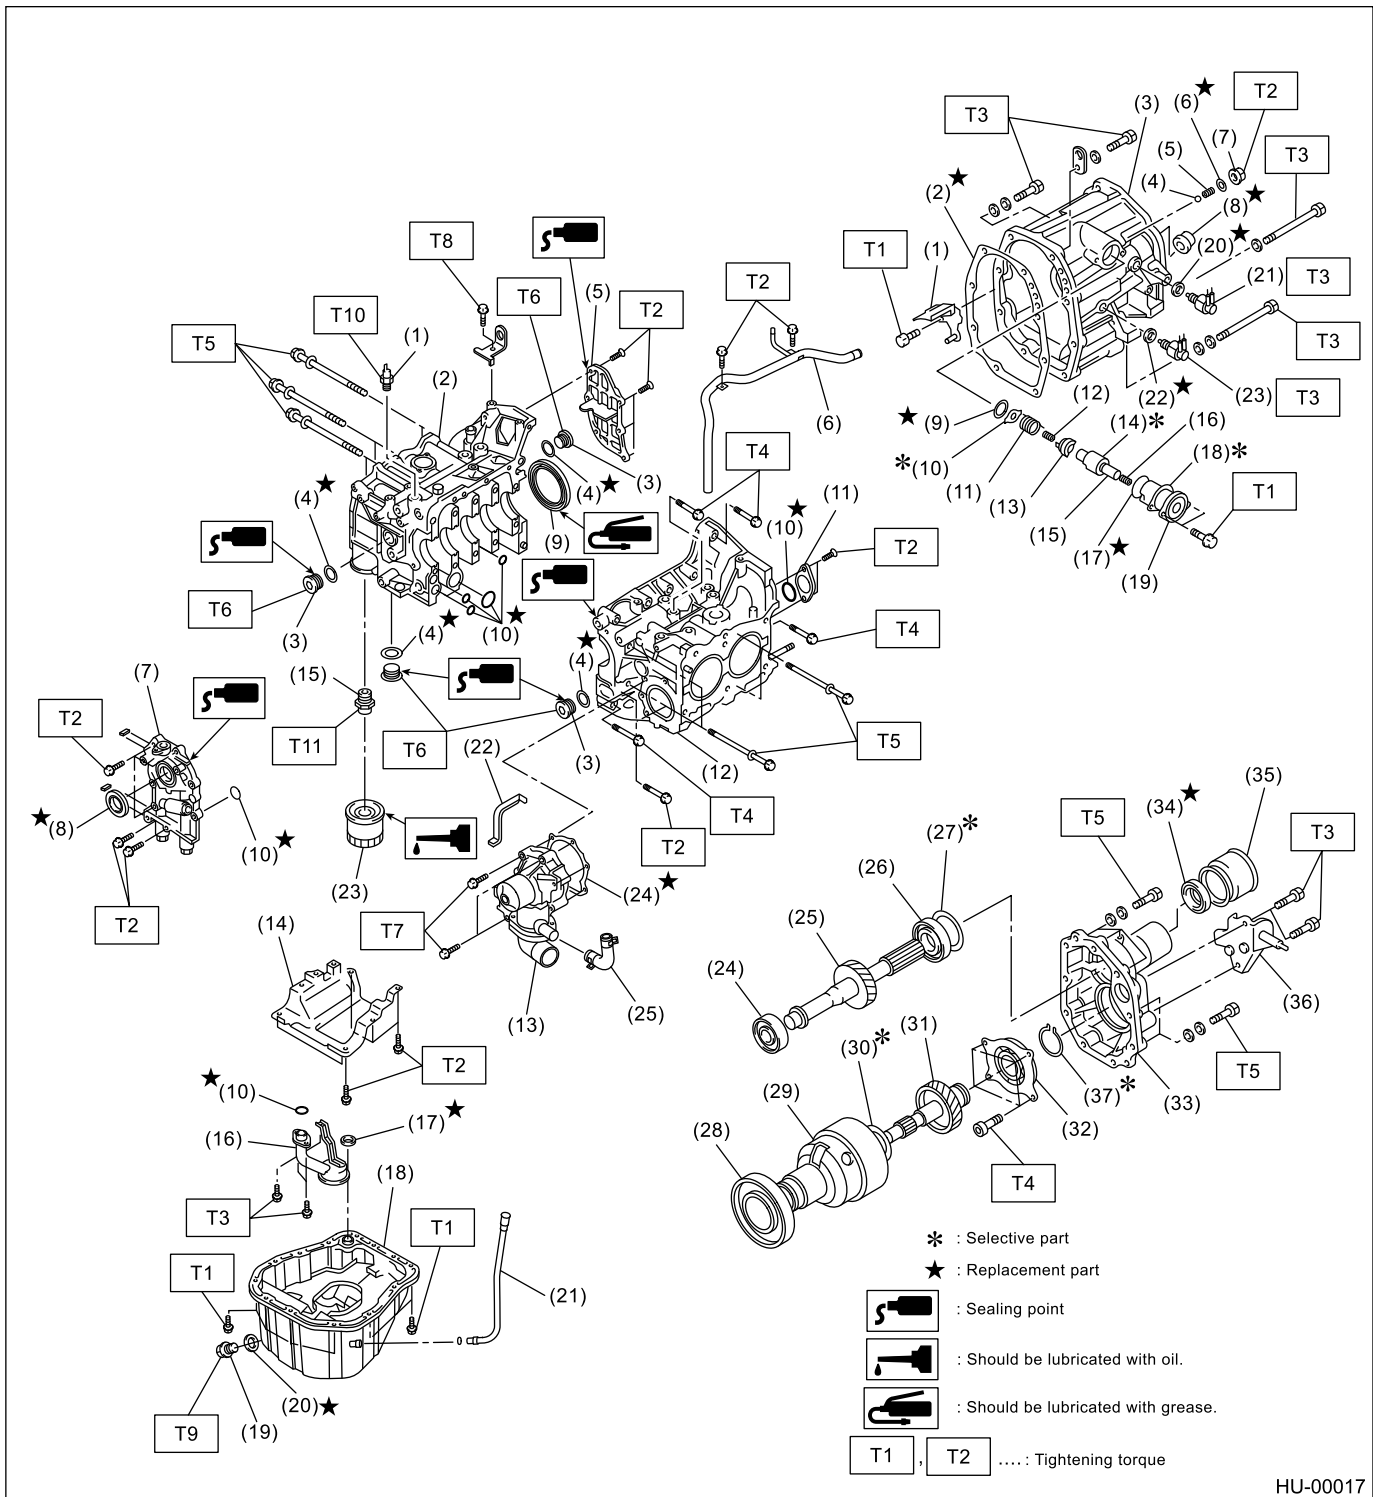 T3
(3)
(6)★
T2
(7)
(5)
T3
(4)
(2)★
(8)★
T8
T1
(1)
(20)★
(21)
T3
T2
T6
(5)
T2
T10
(1)
T5
(2)
T3
(22)★
(23)
T3
(6)
★(9)
(12)
(14)*
(16)
*(10)
(18)*
(11)
(13)
T1
(15)
(17)★
(19)
T4
(11)
(3)
(4)★
(4)★
(9)
(10)★
T2
T6
(3)
(4)★
(10)★
(4)★
T4
(7)
(15)
T2
T11
T6
(22)
(3)
(12)
T5
T4
★(8)
(10)★
T2
(23)
T2
(24)★
(27)*
(26)
T5
(34)★
(35)
T3
(14)
T7
(25)
(13)
(25)
(24)
(36)
(30)*
(31)
T2
T5
★(10)
(17)★
(29)
(37)*
(33)
(32)
(16)
(28)
T4
(18)
T3
T1
T1
(21)
(20)★
(19)
T9
* : Selective part
★ : Replacement part
: Sealing point
: Should be lubricated with oil.
: Should be lubricated with grease.
T1 , T2 ....: Tightening torque
HU-00017